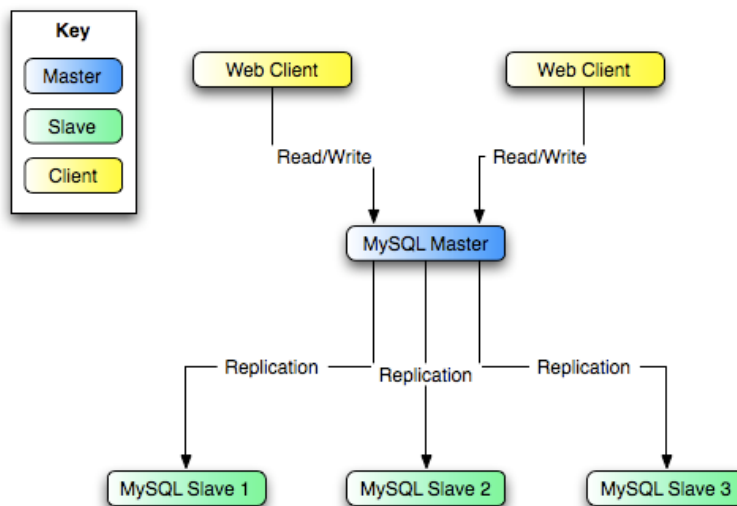 Key
Master
Slave
Client
Web Client
Web Client
Read/Write
Read/Write
MySQL Master
Replication
Replication
Replication
MySQL Slave 1
MySQL Slave 2
MySQL Slave 3